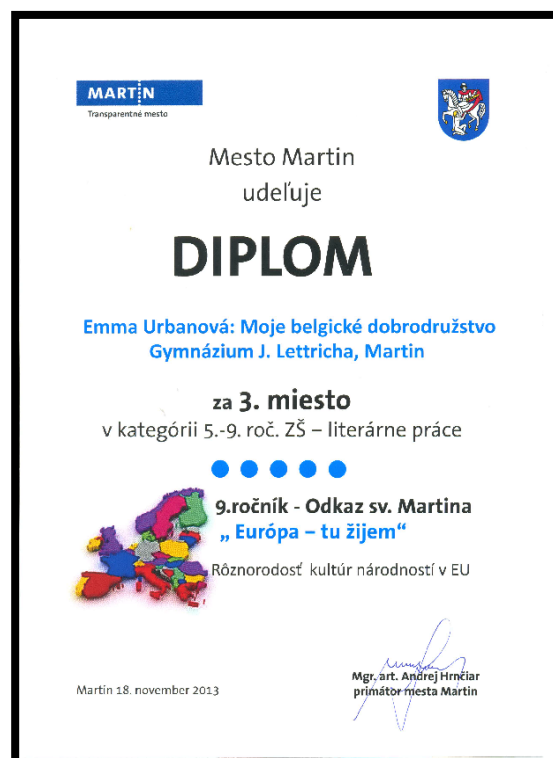 MARTIN
Transparentné mesto
Mesto Martin
udeľuje
DIPLOM
Emma Urbanová: Moje belgické dobrodružstvo
Gymnázium J. Lettricha, Martin
za 3. miesto
v kategórii 5.-9. roč. ZŠ – literárne práce
9.ročník - Odkaz sv. Martina
„ Európa – tu žijem“
Rôznorodosť kultúr národností v EU
Martin 18. november 2013
Mgr. art. Andrej Hrnčiar
primátor mesta Martin